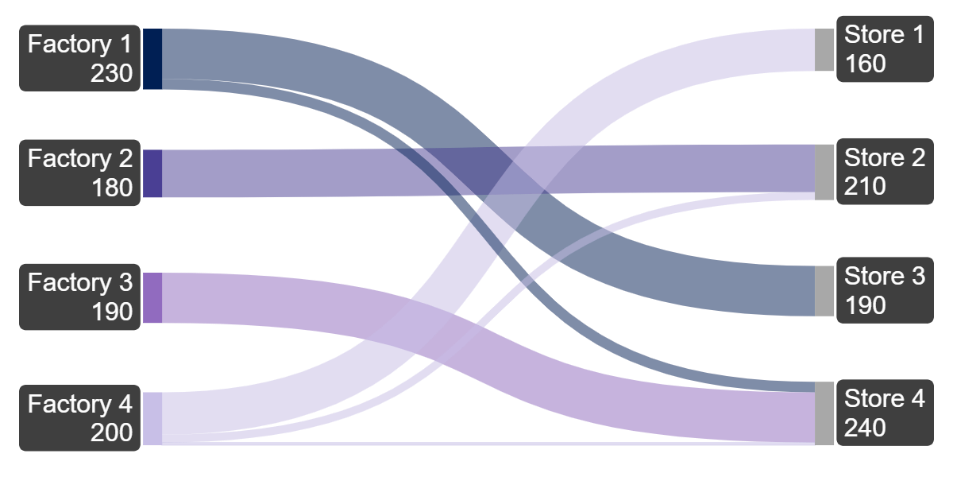 Factory 1
230
Factory 2
180
Factory 3
190
Factory 4
200
Store 1
160
Store 2
210
Store 3
190
Store 4
240